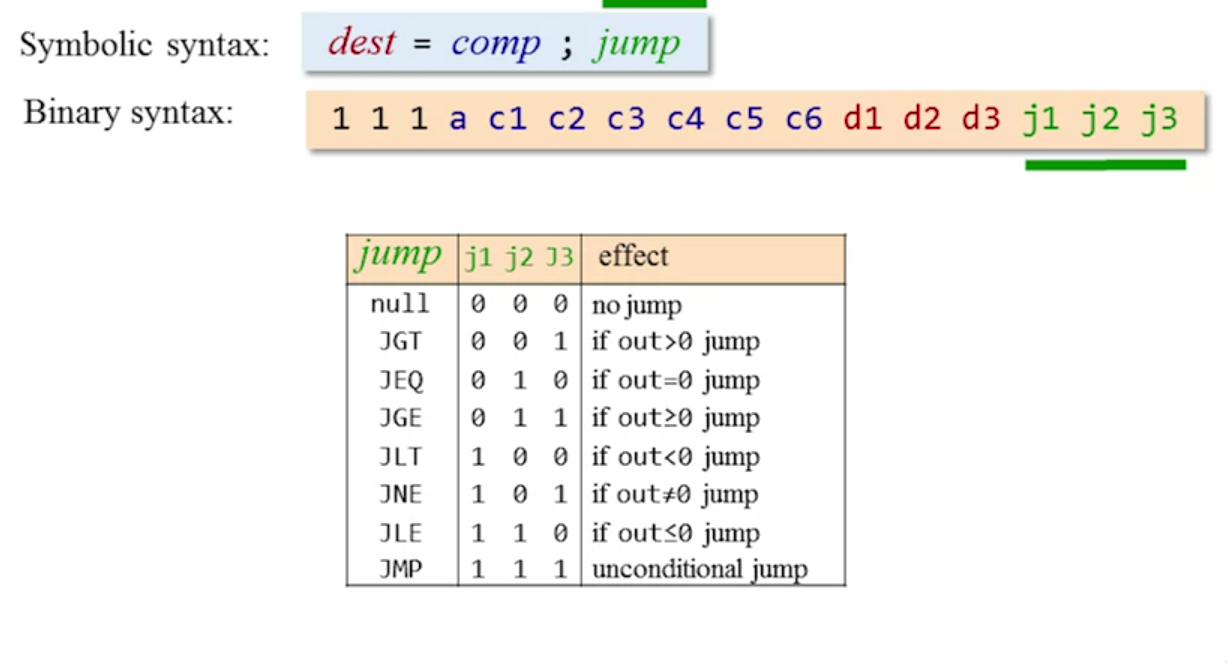 Symbolic syntax: dest = comp ; jump
Binary syntax: 1 1 1 a c1 c2 c3 c4 c5 c6 d1 d2 d3 j1 j2 j3
jump j1 j2 J3 effect
null 0 0 0 no jump
JGT 0 0 1 if out>0 jump
JEQ 0 1 0 if out=0 jump
JGE 0 1 1 if out≥0 jump
JLT 1 0 0 if out<0 jump
JNE 1 0 1 if out≠0 jump
JLE 1 1 0 if out≤0 jump
JMP 1 1 1 unconditional jump